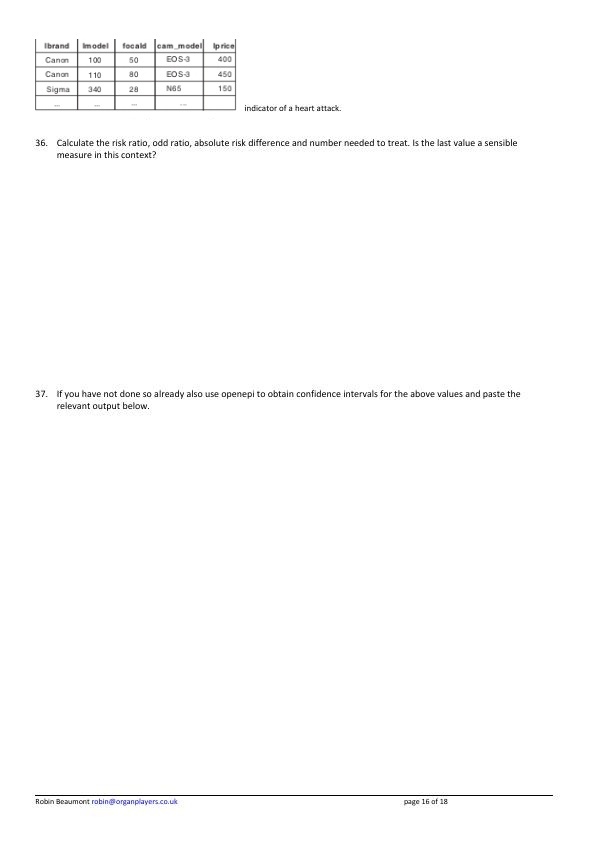 lbrand lmodel focald cam_model lprice
Canon 100 50 EOS-3 400
Canon 110 80 EOS-3 450
Sigma 340 28 N65 150
... ... ... ...
indicator of a heart attack.
36. Calculate the risk ratio, odd ratio, absolute risk difference and number needed to treat. Is the last value a sensible
measure in this context?
37. If you have not done so already also use openepi to obtain confidence intervals for the above values and paste the
relevant output below.
Robin Beaumont robin@organplayers.co.uk page 16 of 18